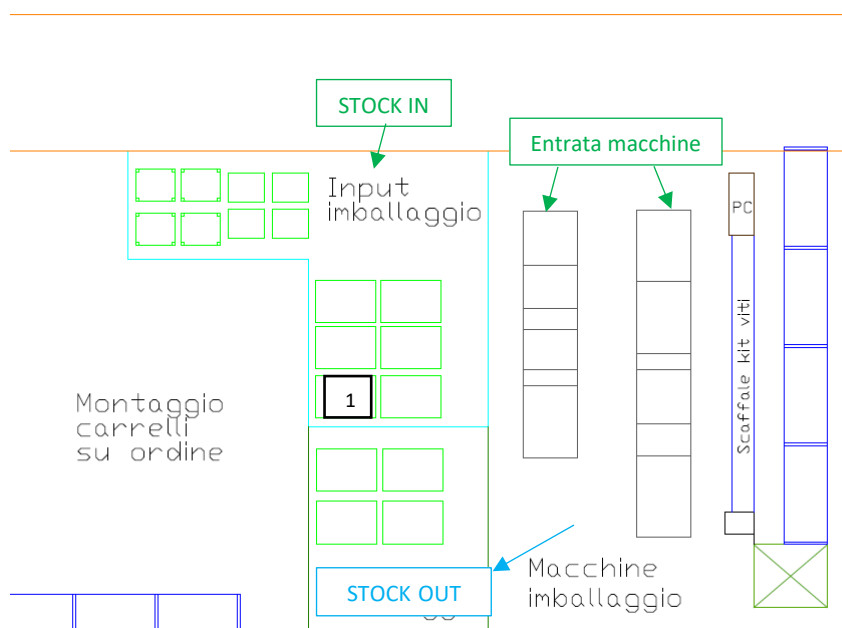 STOCK IN
Entrata macchine
Input
imballaggio
PC
Scaffale kit viti
1
Montaggio
carrelli
su ordine
STOCK OUT
Macchine
imballaggio